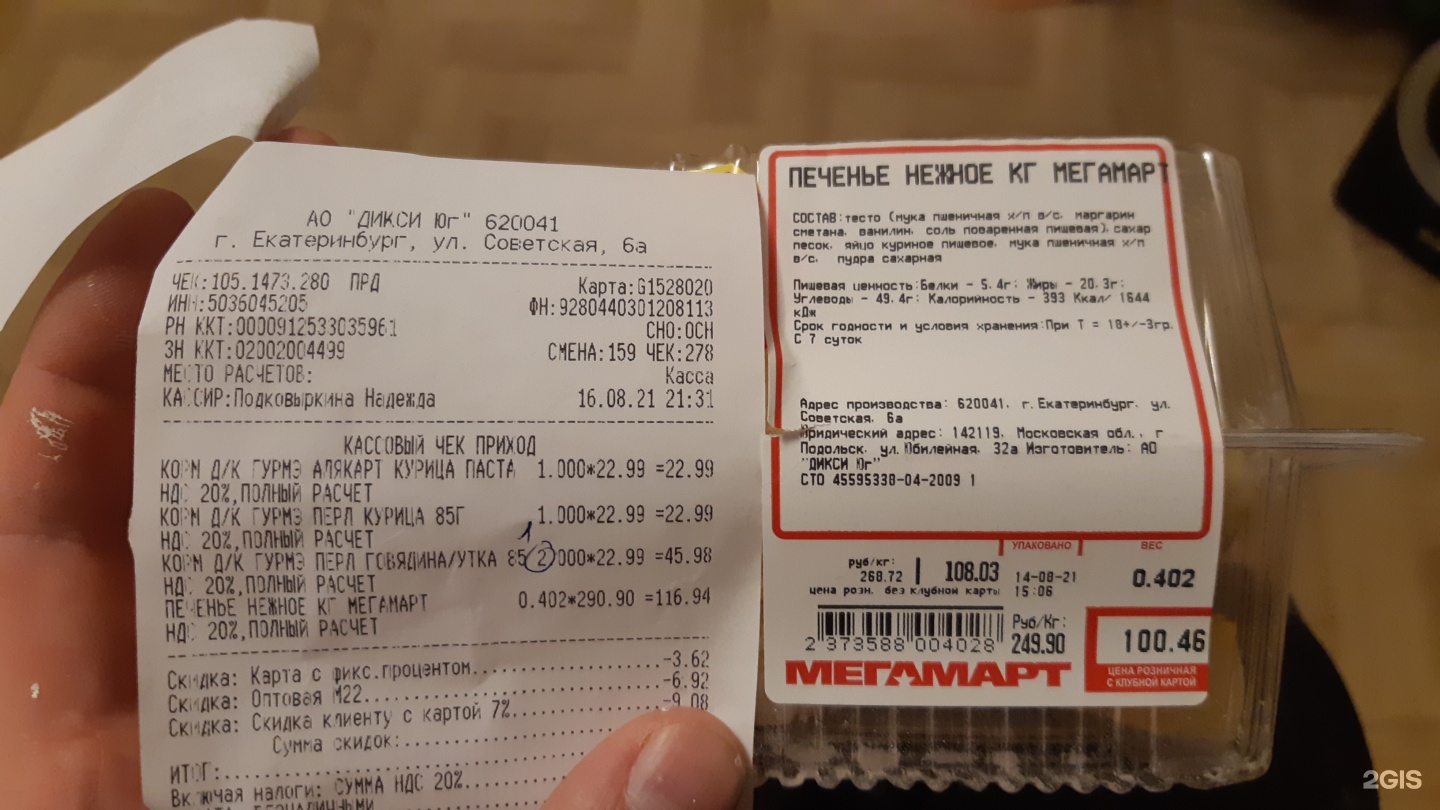 АО "ДИКСИ Юг" 620041
г. Екатеринбург, ул. Советская, 6а
ЧЕК:105.1473.280 ПРД Карта:G1528020
ИНН:5036045205 ФН:9280440301208113
РН ККТ:0000912533035961 СНО:ОСН
ЗН ККТ:02002004499 СМЕНА:159 ЧЕК:278
МЕСТО РАСЧЕТОВ: Касса
КАССИР:Подковыркина Надежда 16.08.21 21:31
КАССОВЫЙ ЧЕК ПРИХОД
КОРМ Д/К ГУРМЭ АЛЯКАРТ КУРИЦА ПАСТА 1.000*22.99 =22.99
НДС 20%,ПОЛНЫЙ РАСЧЕТ
КОРМ Д/К ГУРМЭ ПЕРЛ КУРИЦА 85Г 1.000*22.99 =22.99
НДС 20%,ПОЛНЫЙ РАСЧЕТ
1
КОРМ Д/К ГУРМЭ ПЕРЛ ГОВЯДИНА/УТКА 85 2.000*22.99 =45.98
НДС 20%,ПОЛНЫЙ РАСЧЕТ
ПЕЧЕНЬЕ НЕЖНОЕ КГ МЕГАМАРТ 0.402*290.90 =116.94
НДС 20%,ПОЛНЫЙ РАСЧЕТ
Скидка: Карта с фикс.процентом...-3.62
Скидка: Оптовая М22...-6.92
Скидка: Скидка клиенту с картой 7%...-9.08
Сумма скидок:
ИТОГ:
Включая налоги: СУММА НДС 20%
БЕЗНАЛИЧНЫМИ
ПЕЧЕНЬЕ НЕЖНОЕ КГ МЕГАМАРТ
СОСТАВ:тесто (мука пшеничная х/п в/с, маргарин
сметана, ванилин, соль поваренная пищевая), сахар
песок, яйцо куриное пищевое, мука пшеничная х/п
в/с, пудра сахарная
Пищевая ценность:Белки - 5.4г; Жиры - 20.3г;
Углеводы - 49.4г; Калорийность - 393 Ккал/ 1644
кДж
Срок годности и условия хранения:При Т = 18+/-3гр.
С 7 суток
Адрес производства: 620041, г.Екатеринбург, ул.
Советская, 6а
Юридический адрес: 142119, Московская обл., г
Подольск, ул.Юбилейная, 32а Изготовитель: АО
"ДИКСИ Юг"
СТО 45595338-04-2009 1
УПАКОВАНО ВЕС
руб/кг:
268.72 108.03 14-08-21 0.402
цена розн. без клубной карты 15:06
Руб/Кг:
249.90 100.46
2 373588 004028
МЕГАМАРТ
ЦЕНА РОЗНИЧНАЯ
С КЛУБНОЙ КАРТОЙ
2GIS